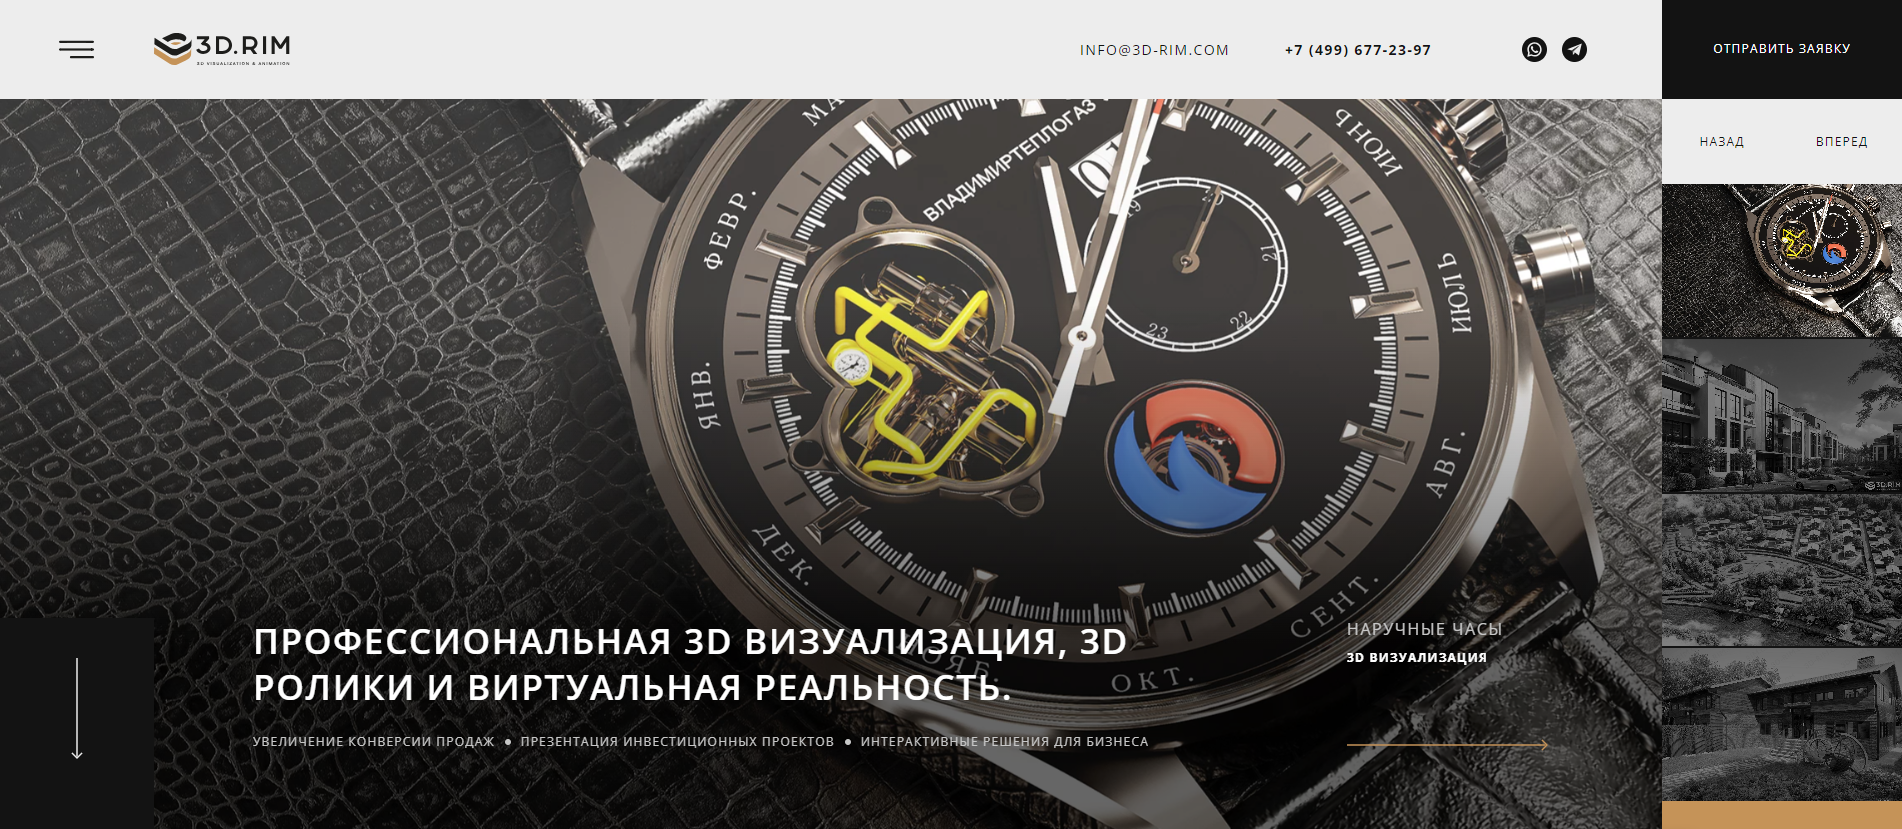 3D.RIM
3D VISUALIZATION & ANIMATION
INFO@3D-RIM.COM
+7 (499) 677-23-97
ОТПРАВИТЬ ЗАЯВКУ
НАЗАД
ВПЕРЕД
ВЛАДИМИРТЕПЛОГАЗ
ИЮНЬ
ФЕВР.
ИЮЛЬ
ЯНВ.
АВГ.
ДЕК.
СЕНТ.
НОЯБ.
ОКТ.
19
20
21
22
23
ПРОФЕССИОНАЛЬНАЯ 3D ВИЗУАЛИЗАЦИЯ, 3D
РОЛИКИ И ВИРТУАЛЬНАЯ РЕАЛЬНОСТЬ.
УВЕЛИЧЕНИЕ КОНВЕРСИИ ПРОДАЖ • ПРЕЗЕНТАЦИЯ ИНВЕСТИЦИОННЫХ ПРОЕКТОВ • ИНТЕРАКТИВНЫЕ РЕШЕНИЯ ДЛЯ БИЗНЕСА
НАРУЧНЫЕ ЧАСЫ
3D ВИЗУАЛИЗАЦИЯ
3D.RIM